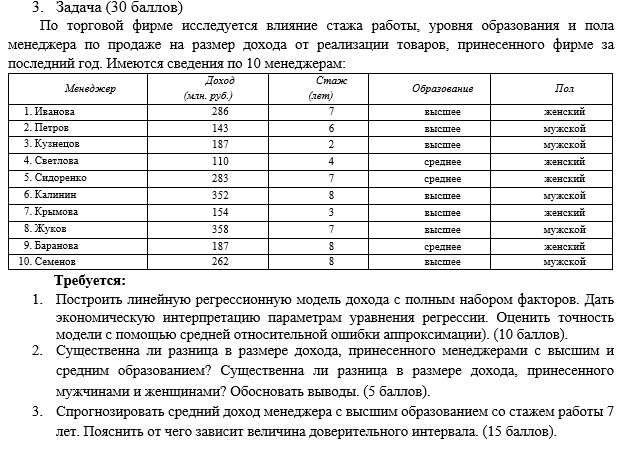 3. Задача (30 баллов)
По торговой фирме исследуется влияние стажа работы, уровня образования и пола
менеджера по продаже на размер дохода от реализации товаров, принесенного фирме за
последний год. Имеются сведения по 10 менеджерам:
Менеджер Доход (млн. руб.) Стаж (лет) Образование Пол
1. Иванова 286 7 высшее женский
2. Петров 143 6 высшее мужской
3. Кузнецов 187 2 высшее мужской
4. Светлова 110 4 среднее женский
5. Сидоренко 283 7 среднее женский
6. Калинин 352 8 высшее мужской
7. Крымова 154 3 высшее женский
8. Жуков 358 7 высшее мужской
9. Баранова 187 8 среднее женский
10. Семенов 262 8 высшее мужской
Требуется:
1. Построить линейную регрессионную модель дохода с полным набором факторов. Дать
экономическую интерпретацию параметрам уравнения регрессии. Оценить точность
модели с помощью средней относительной ошибки аппроксимации). (10 баллов).
2. Существенна ли разница в размере дохода, принесенного менеджерами с высшим и
средним образованием? Существенна ли разница в размере дохода, принесенного
мужчинами и женщинами? Обосновать выводы. (5 баллов).
3. Спрогнозировать средний доход менеджера с высшим образованием со стажем работы 7
лет. Пояснить от чего зависит величина доверительного интервала. (15 баллов).